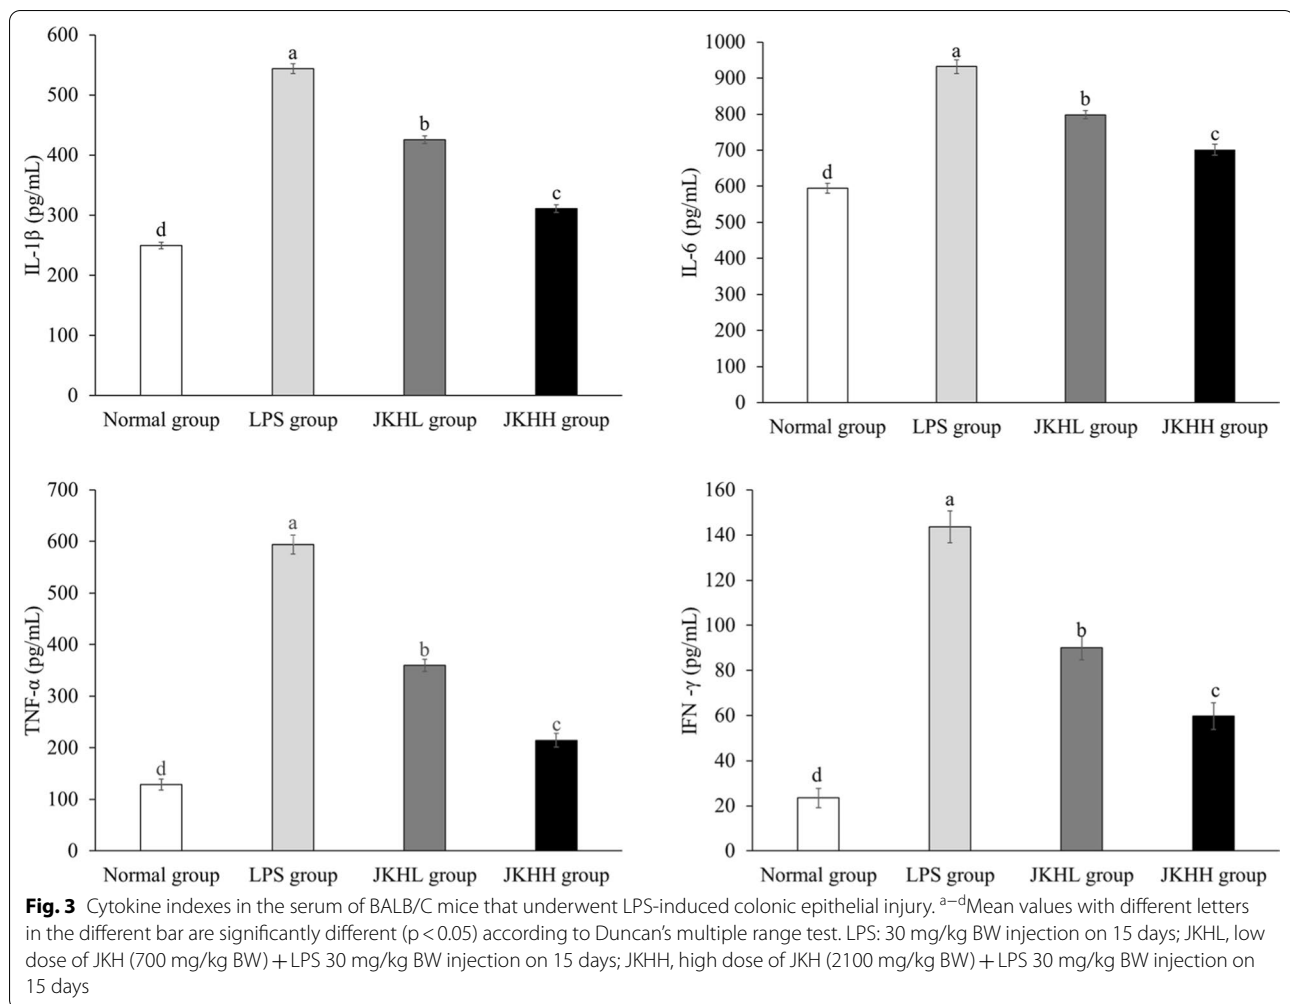 600
500
400
300
200
100
0
IL-1β (pg/mL)
d
a
b
c
Normal group LPS group JKHL group JKHH group
1000
900
800
700
600
500
400
300
200
100
0
IL-6 (pg/mL)
d
a
b
c
Normal group LPS group JKHL group JKHH group
700
600
500
400
300
200
100
0
TNF-α (pg/mL)
d
a
b
c
Normal group LPS group JKHL group JKHH group
160
140
120
100
80
60
40
20
0
IFN -γ (pg/mL)
d
a
b
c
Normal group LPS group JKHL group JKHH group
Fig. 3 Cytokine indexes in the serum of BALB/C mice that underwent LPS-induced colonic epithelial injury. a–dMean values with different letters
in the different bar are significantly different (p < 0.05) according to Duncan's multiple range test. LPS: 30 mg/kg BW injection on 15 days; JKHL, low
dose of JKH (700 mg/kg BW) + LPS 30 mg/kg BW injection on 15 days; JKHH, high dose of JKH (2100 mg/kg BW) + LPS 30 mg/kg BW injection on
15 days